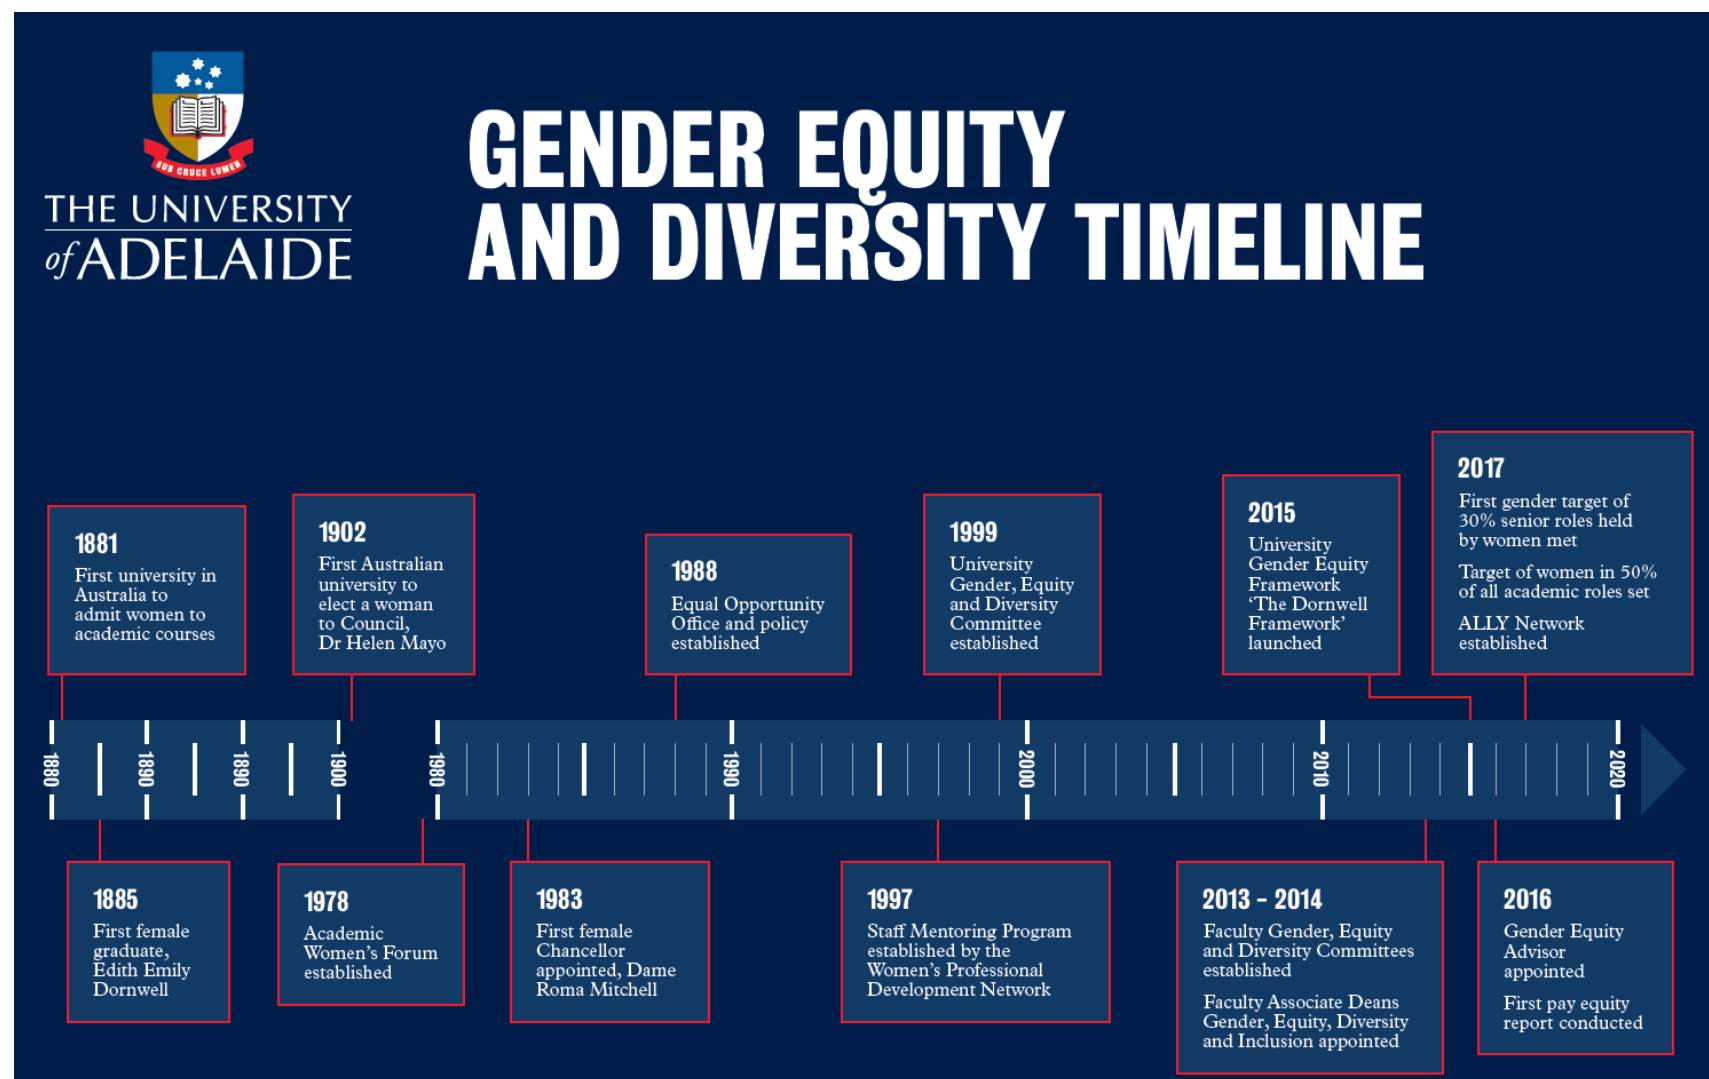 SUB CRUCE LUMEN
THE UNIVERSITY
of ADELAIDE
GENDER EQUITY
AND DIVERSITY TIMELINE
1881
First university in
Australia to
admit women to
academic courses
1902
First Australian
university to
elect a woman
to Council,
Dr Helen Mayo
1988
Equal Opportunity
Office and policy
established
1999
University
Gender, Equity
and Diversity
Committee
established
2015
University
Gender Equity
Framework
‘The Dornwell
Framework’
launched
2017
First gender target of
30% senior roles held
by women met
Target of women in 50%
of all academic roles set
ALLY Network
established
1880
1890
1890
1900
1980
1990
2000
2010
2020
1885
First female
graduate,
Edith Emily
Dornwell
1978
Academic
Women’s Forum
established
1983
First female
Chancellor
appointed, Dame
Roma Mitchell
1997
Staff Mentoring Program
established by the
Women’s Professional
Development Network
2013 – 2014
Faculty Gender, Equity
and Diversity Committees
established
Faculty Associate Deans
Gender, Equity, Diversity
and Inclusion appointed
2016
Gender Equity
Advisor
appointed
First pay equity
report conducted